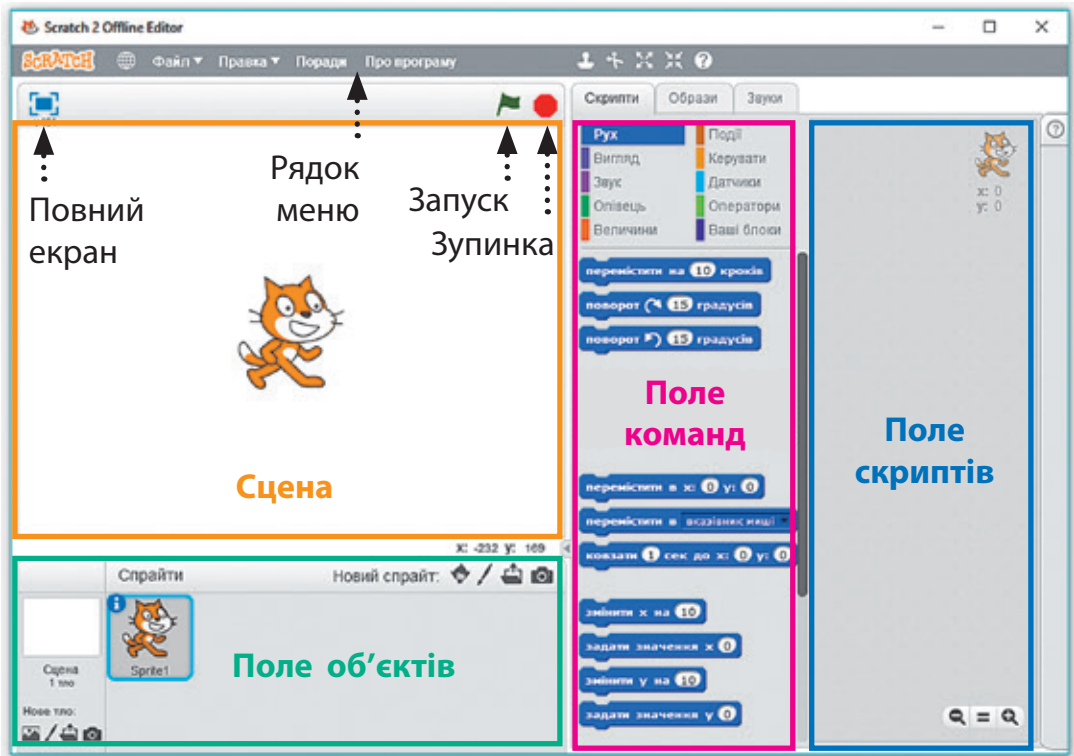 Scratch 2 Offline Editor
SCRATCH Файл Правка Поради Про програму
Скрипти Образи Звуки
Повний
екран
Рядок
меню
Запуск
Зупинка
Сцена
x: -232 y: 169
Спрайти Новий спрайт:
Сцена
1 тло
Нове тло:
Sprite1
Поле об’єктів
Рух Події
Вигляд Керувати
Звук Датчики
Олівець Оператори
Величини Ваші блоки
перемістити на 10 кроків
поворот 15 градусів
поворот 15 градусів
Поле
команд
перемістити в x: 0 y: 0
перемістити в вказівник миші
ковзати 1 сек до x: 0 y: 0
змінити x на 10
задати значення x 0
змінити y на 10
задати значення y 0
x: 0
y: 0
Поле
скриптів